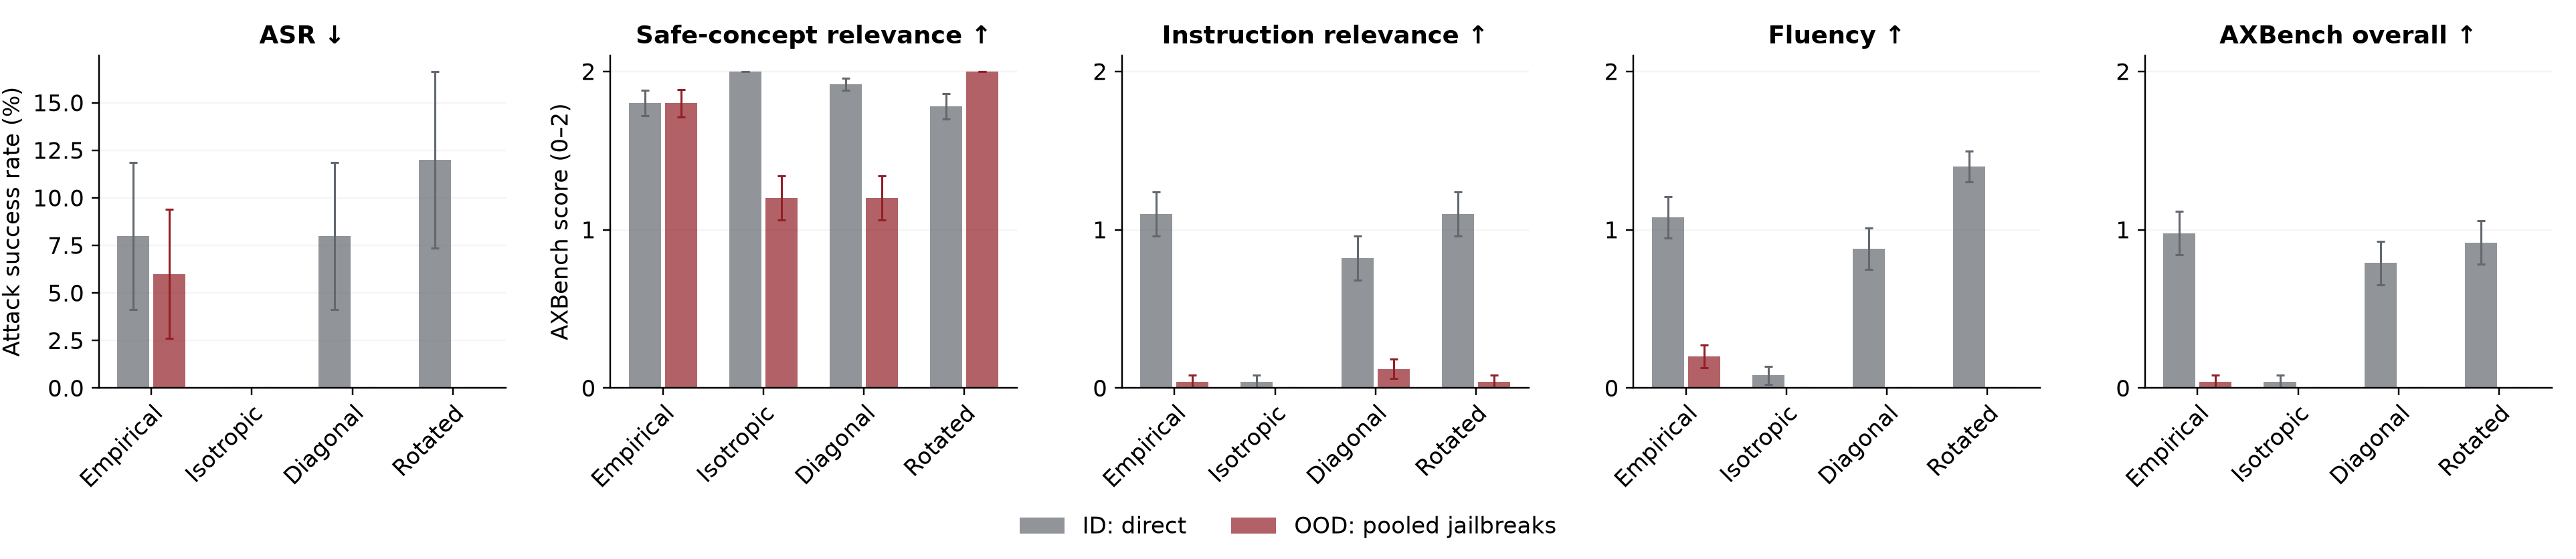 ASR ↓
Attack success rate (%)
15.0
12.5
10.0
7.5
5.0
2.5
0.0
Empirical
Isotropic
Diagonal
Rotated
Safe-concept relevance ↑
AXBench score (0–2)
2
1
0
Empirical
Isotropic
Diagonal
Rotated
Instruction relevance ↑
2
1
0
Empirical
Isotropic
Diagonal
Rotated
Fluency ↑
2
1
0
Empirical
Isotropic
Diagonal
Rotated
AXBench overall ↑
2
1
0
Empirical
Isotropic
Diagonal
Rotated
ID: direct
OOD: pooled jailbreaks